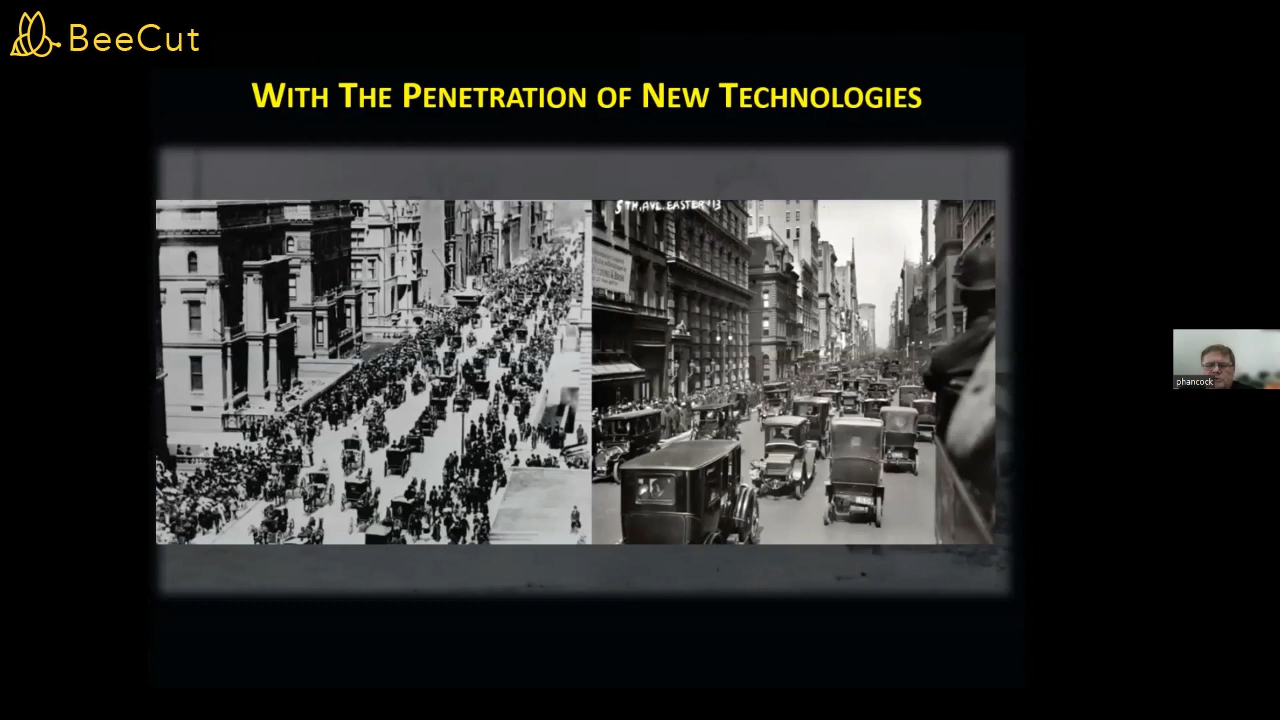 BeeCut
WITH THE PENETRATION OF NEW TECHNOLOGIES
5TH. AVE. EASTER '13
phancock